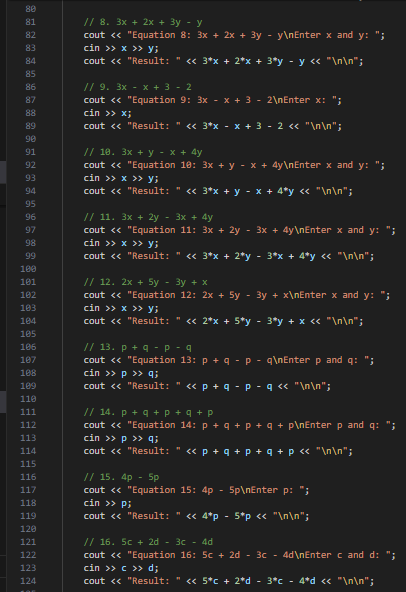 80
81 // 8. 3x + 2x + 3y - y
82 cout << "Equation 8: 3x + 2x + 3y - y\nEnter x and y: ";
83 cin >> x >> y;
84 cout << "Result: " << 3*x + 2*x + 3*y - y << "\n\n";
85
86 // 9. 3x - x + 3 - 2
87 cout << "Equation 9: 3x - x + 3 - 2\nEnter x: ";
88 cin >> x;
89 cout << "Result: " << 3*x - x + 3 - 2 << "\n\n";
90
91 // 10. 3x + y - x + 4y
92 cout << "Equation 10: 3x + y - x + 4y\nEnter x and y: ";
93 cin >> x >> y;
94 cout << "Result: " << 3*x + y - x + 4*y << "\n\n";
95
96 // 11. 3x + 2y - 3x + 4y
97 cout << "Equation 11: 3x + 2y - 3x + 4y\nEnter x and y: ";
98 cin >> x >> y;
99 cout << "Result: " << 3*x + 2*y - 3*x + 4*y << "\n\n";
100
101 // 12. 2x + 5y - 3y + x
102 cout << "Equation 12: 2x + 5y - 3y + x\nEnter x and y: ";
103 cin >> x >> y;
104 cout << "Result: " << 2*x + 5*y - 3*y + x << "\n\n";
105
106 // 13. p + q - p - q
107 cout << "Equation 13: p + q - p - q\nEnter p and q: ";
108 cin >> p >> q;
109 cout << "Result: " << p + q - p - q << "\n\n";
110
111 // 14. p + q + p + q + p
112 cout << "Equation 14: p + q + p + q + p\nEnter p and q: ";
113 cin >> p >> q;
114 cout << "Result: " << p + q + p + q + p << "\n\n";
115
116 // 15. 4p - 5p
117 cout << "Equation 15: 4p - 5p\nEnter p: ";
118 cin >> p;
119 cout << "Result: " << 4*p - 5*p << "\n\n";
120
121 // 16. 5c + 2d - 3c - 4d
122 cout << "Equation 16: 5c + 2d - 3c - 4d\nEnter c and d: ";
123 cin >> c >> d;
124 cout << "Result: " << 5*c + 2*d - 3*c - 4*d << "\n\n";